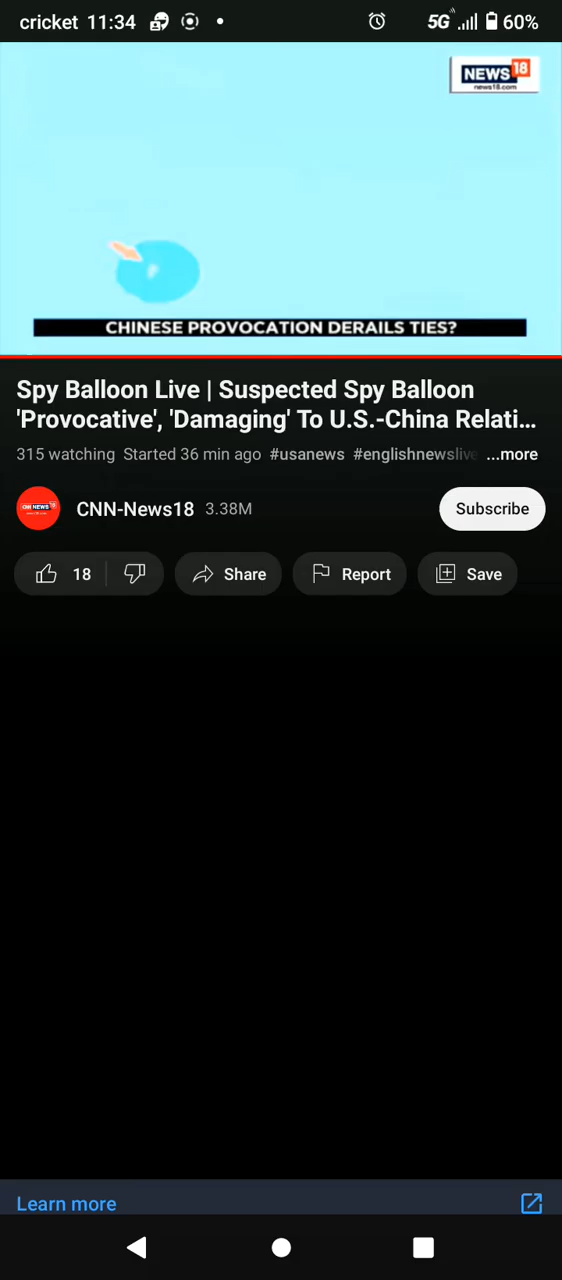 cricket 11:34 5G 60%
NEWS 18
news18.com
CHINESE PROVOCATION DERAILS TIES?
Spy Balloon Live | Suspected Spy Balloon
'Provocative', 'Damaging' To U.S.-China Relati...
315 watching Started 36 min ago #usanews #englishnewslive ...more
CNN-News18 3.38M Subscribe
18 Share Report Save
Learn more